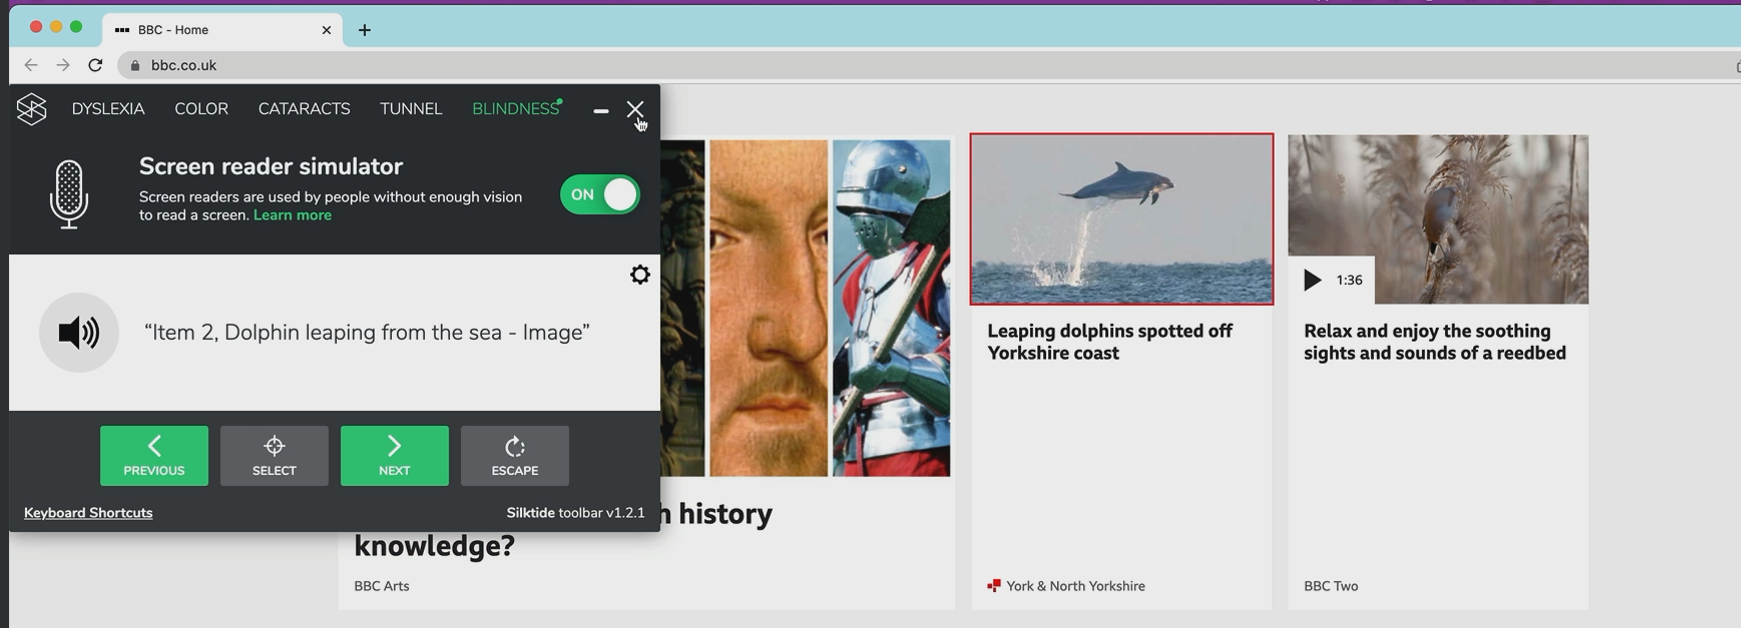 BBC - Home
bbc.co.uk
DYSLEXIA COLOR CATARACTS TUNNEL BLINDNESS
Screen reader simulator
Screen readers are used by people without enough vision
to read a screen. Learn more
ON
“Item 2, Dolphin leaping from the sea - Image”
PREVIOUS
SELECT
NEXT
ESCAPE
Keyboard Shortcuts
Silktide toolbar v1.2.1
history
knowledge?
BBC Arts
Leaping dolphins spotted off
Yorkshire coast
York & North Yorkshire
1:36
Relax and enjoy the soothing
sights and sounds of a reedbed
BBC Two